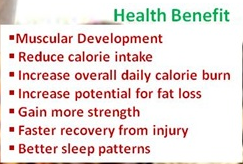 Health Benefit
▪Muscular Development
▪Reduce calorie intake
▪Increase overall daily calorie burn
▪Increase potential for fat loss
▪Gain more strength
▪Faster recovery from injury
▪Better sleep patterns